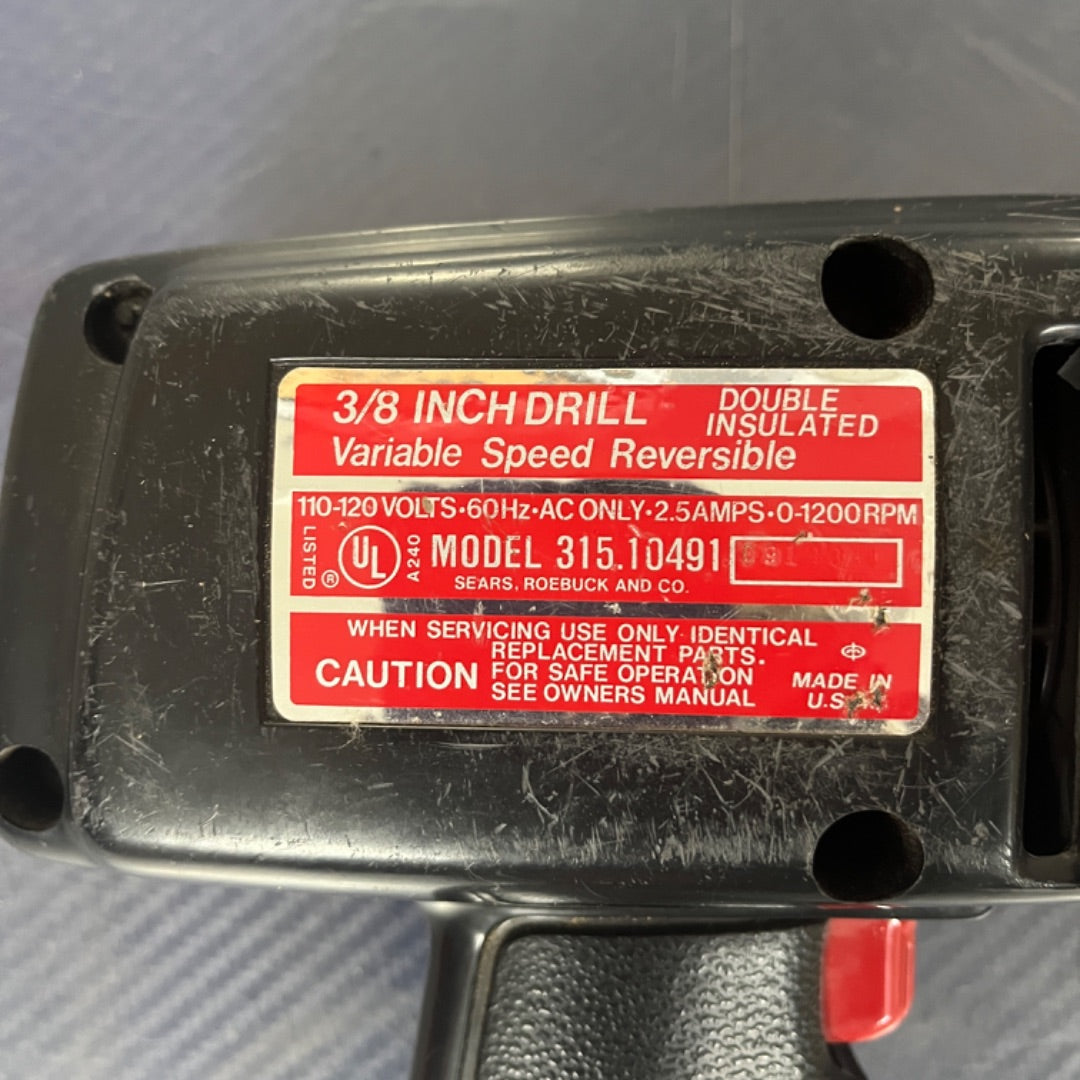 3/8 INCH DRILL
DOUBLE
INSULATED
Variable Speed Reversible
110-120 VOLTS·60Hz·AC ONLY·2.5AMPS·0-1200RPM
LISTED
®
UL
A240
MODEL 315.10491
SEARS, ROEBUCK AND CO.
WHEN SERVICING USE ONLY IDENTICAL
REPLACEMENT PARTS.
CAUTION
FOR SAFE OPERATION
SEE OWNERS MANUAL
MADE IN